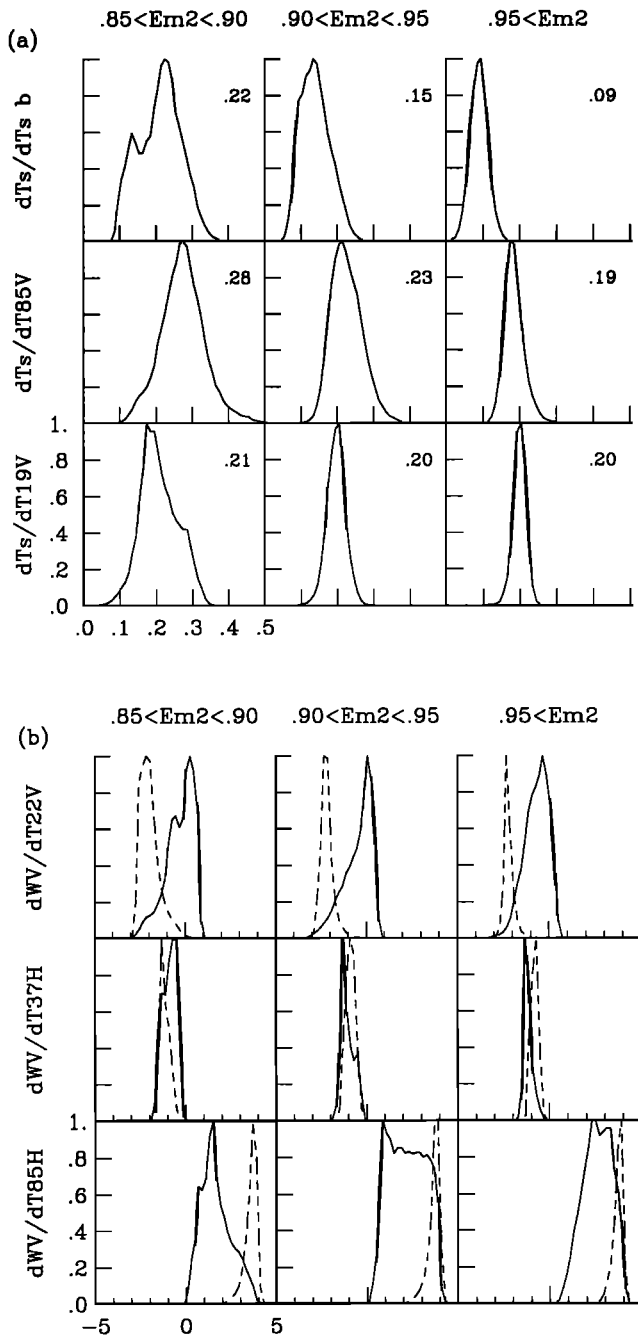 .85<Em2<.90 .90<Em2<.95 .95<Em2
(a)
dTs/dTs b
.22 .15 .09
dTs/dT85V
.28 .23 .19
dTs/dT19V
1.
.8
.6
.4
.2
.0
.21 .20 .20
.0 .1 .2 .3 .4 .5
.85<Em2<.90 .90<Em2<.95 .95<Em2
(b)
dWV/dT22V
dWV/dT37H
dWV/dT85H
1.
.8
.6
.4
.2
.0
-5 0 5